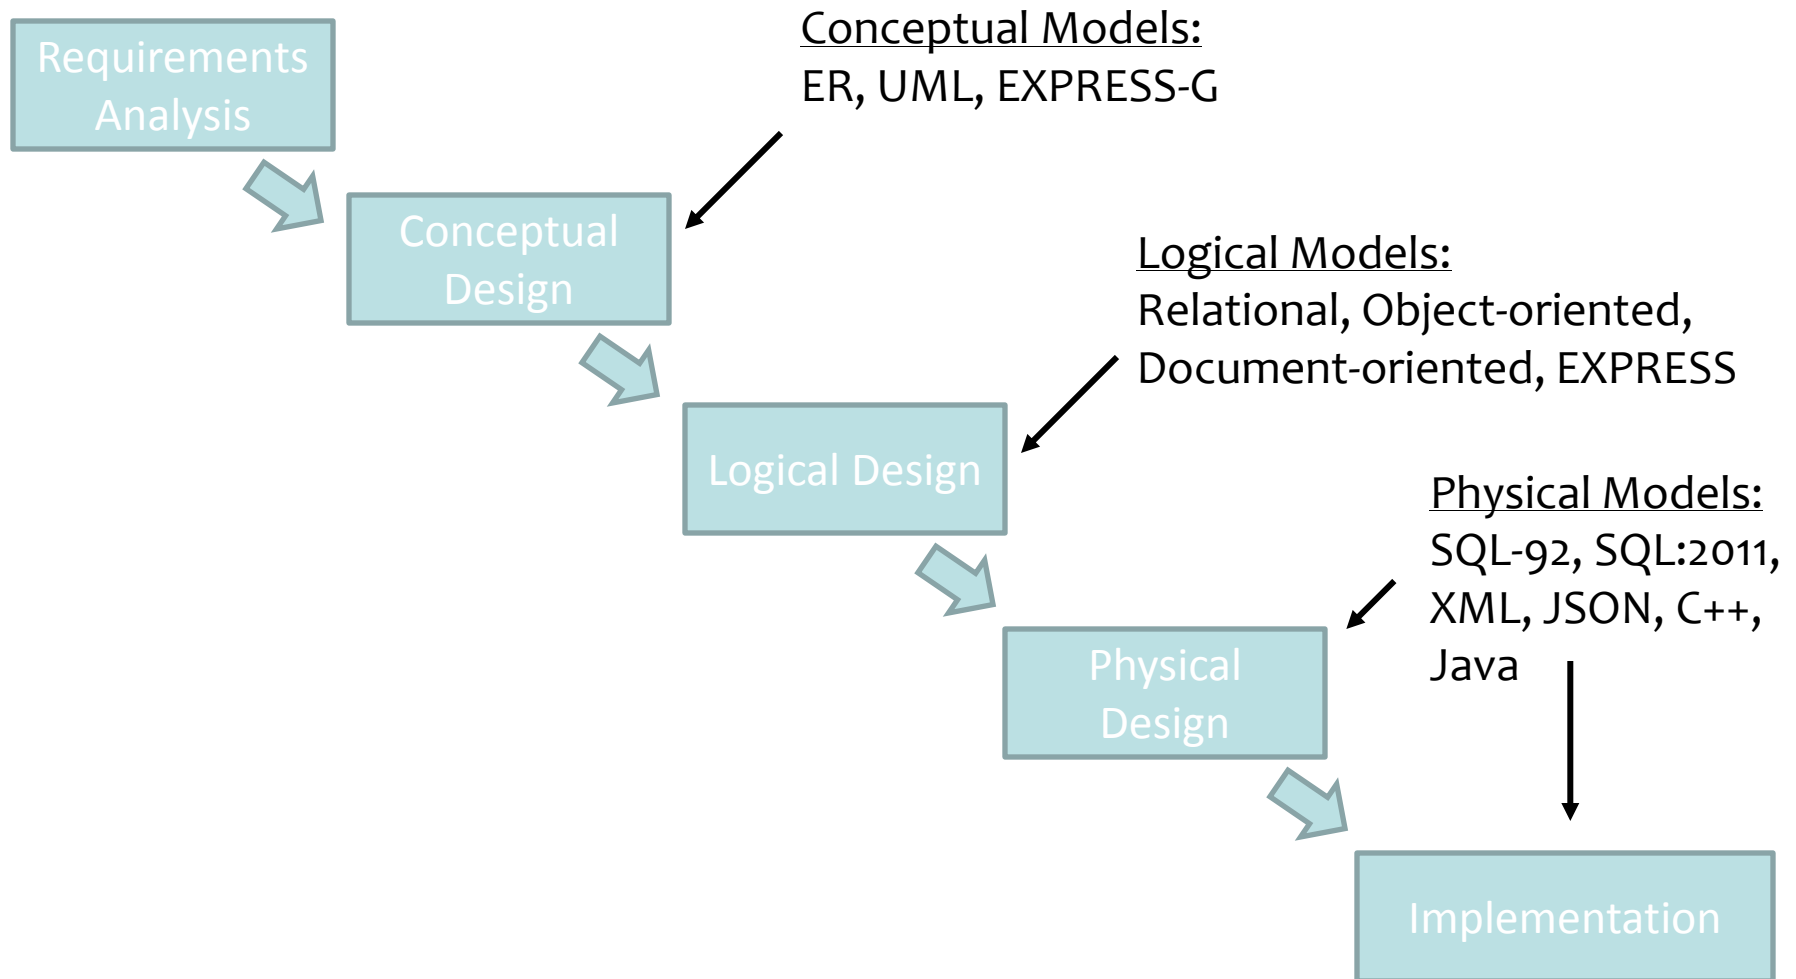 Requirements
Analysis
Conceptual Models:
ER, UML, EXPRESS-G
Conceptual
Design
Logical Models:
Relational, Object-oriented,
Document-oriented, EXPRESS
Logical Design
Physical Models:
SQL-92, SQL:2011,
XML, JSON, C++,
Java
Physical
Design
Implementation